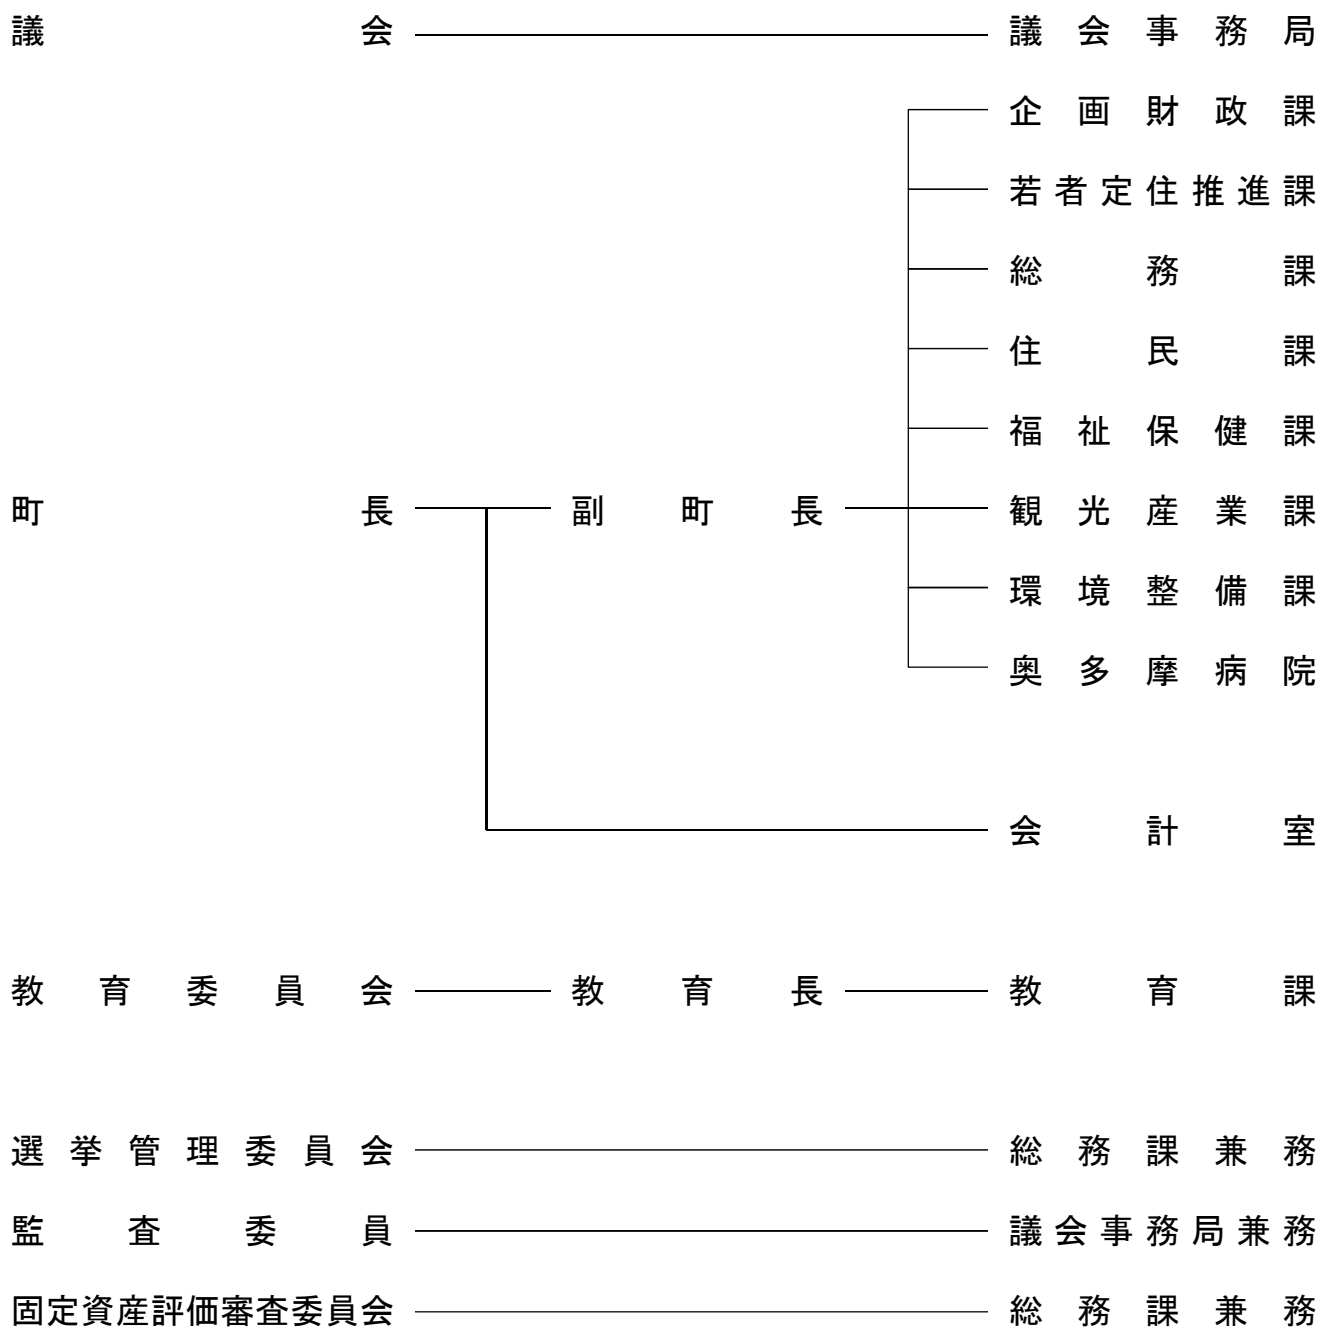 議会 議会事務局
企画財政課
若者定住推進課
総務課
住民課
福祉保健課
町長 副町長 観光産業課
環境整備課
奥多摩病院
会計室
教育委員会 教育長 教育課
選挙管理委員会 総務課兼務
監査委員 議会事務局兼務
固定資産評価審査委員会 総務課兼務